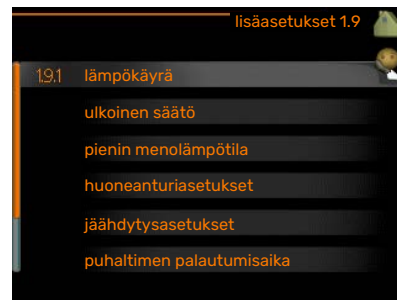 lisäasetukset 1.9
1.9.1 lämpökäyrä
ulkoinen säätö
pienin menolämpötila
huoneanturiasetukset
jäähdytysasetukset
puhaltimen palautumisaika